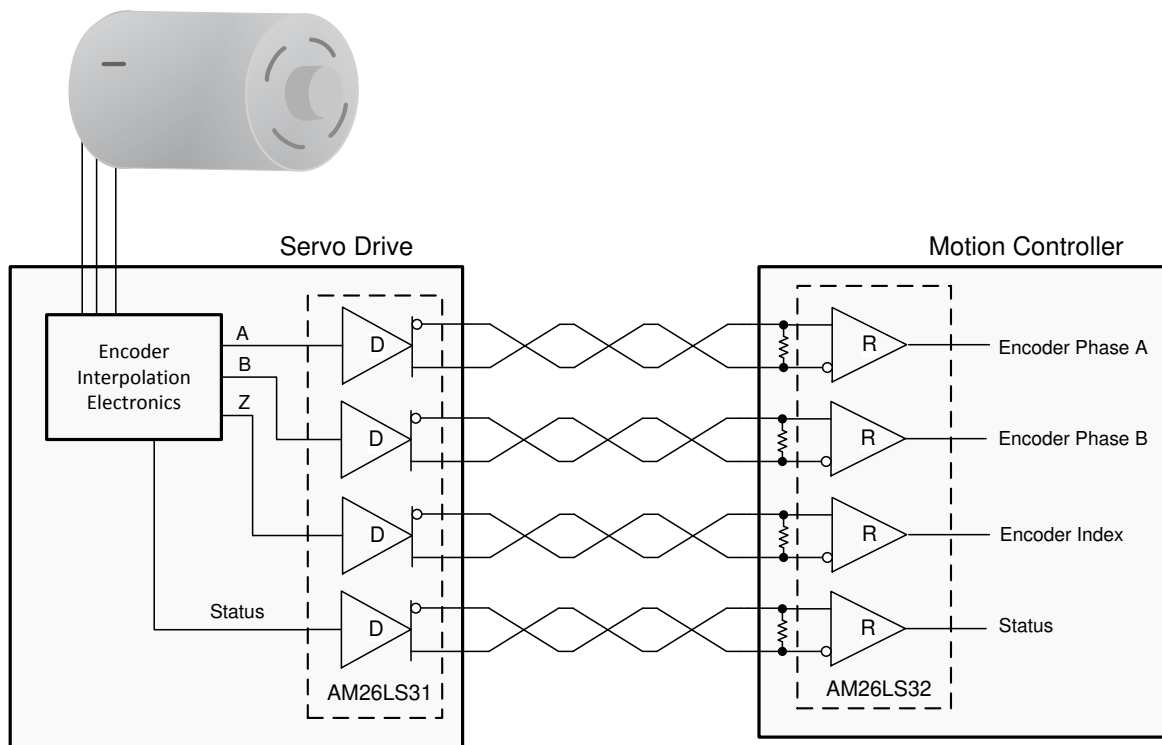 Servo Drive
Motion Controller
Encoder
Interpolation
Electronics
A
B
Z
Status
D
D
D
D
AM26LS31
R
R
R
R
AM26LS32
Encoder Phase A
Encoder Phase B
Encoder Index
Status